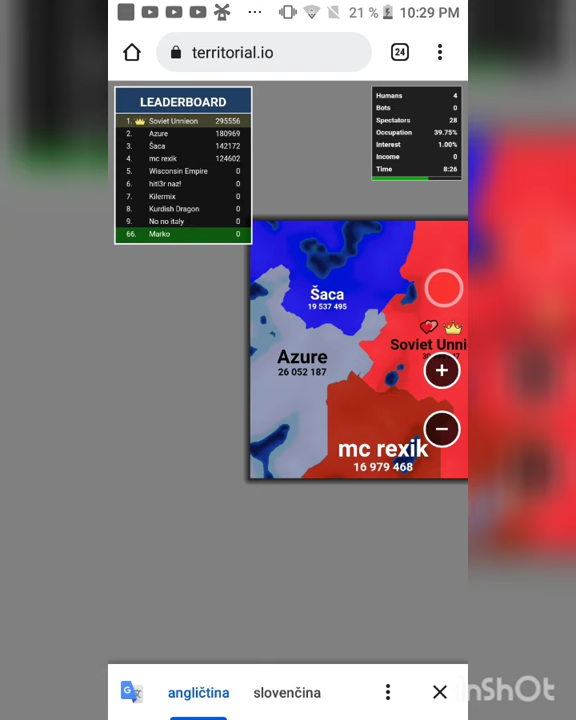 21 % 10:29 PM
territorial.io
24
LEADERBOARD
1. Soviet Unnieon 295556
2. Azure 180969
3. Šaca 142172
4. mc rexik 124602
5. Wisconsin Empire 0
6. hitl3r naz! 0
7. Kilermix 0
8. Kurdish Dragon 0
9. No no italy 0
66. Marko 0
Humans 4
Bots 0
Spectators 28
Occupation 39.75%
Interest 1.00%
Income 0
Time 8:26
Šaca
19 537 495
Soviet Unni
Azure
26 052 187
mc rexik
16 979 468
angličtina slovenčina
InShOt